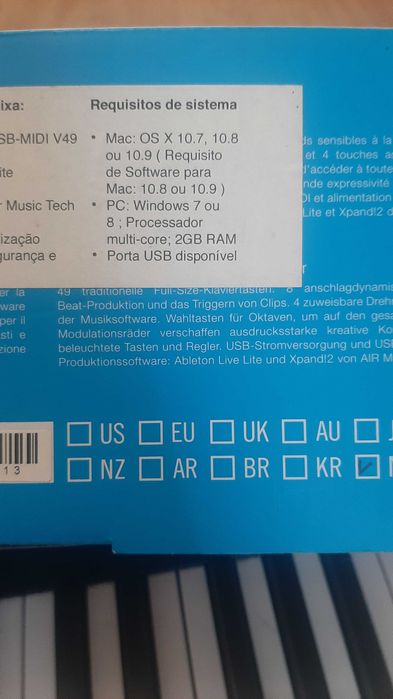 ixa:
SB-MIDI V49
ite
r Music Tech
ização
gurança e
Requisitos de sistema
• Mac: OS X 10.7, 10.8
ou 10.9 ( Requisito
de Software para
Mac: 10.8 ou 10.9 )
• PC: Windows 7 ou
8 ; Processador
multi-core; 2GB RAM
• Porta USB disponível
ds sensibles à la
et 4 touches as
d'accéder à toute
nde expressivité
DI et alimentation
Lite et Xpand!2 d
er la
ware
per il
sti e
zione
r
49 traditionelle Full-Size-Klaviertasten. 8 anschlagdynamis
Beat-Produktion und das Triggern von Clips. 4 zuweisbare Dreh
der Musiksoftware. Wahltasten für Oktaven, um auf den gesa
Modulationsräder verschaffen ausdrucksstarke kreative Ko
beleuchtete Tasten und Regler. USB-Stromversorgung und USB
Produktionssoftware: Ableton Live Lite und Xpand!2 von AIR M
13
US EU UK AU J
NZ AR BR KR